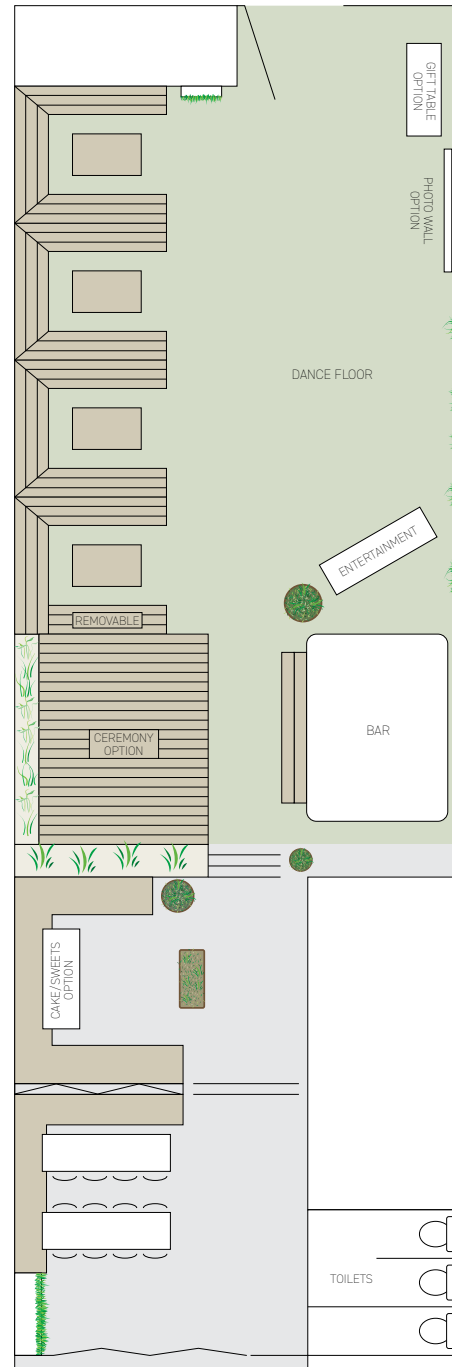 GIFT TABLE
OPTION
PHOTO WALL
OPTION
DANCE FLOOR
ENTERTAINMENT
REMOVABLE
CEREMONY
OPTION
BAR
CAKE/SWEETS
OPTION
TOILETS